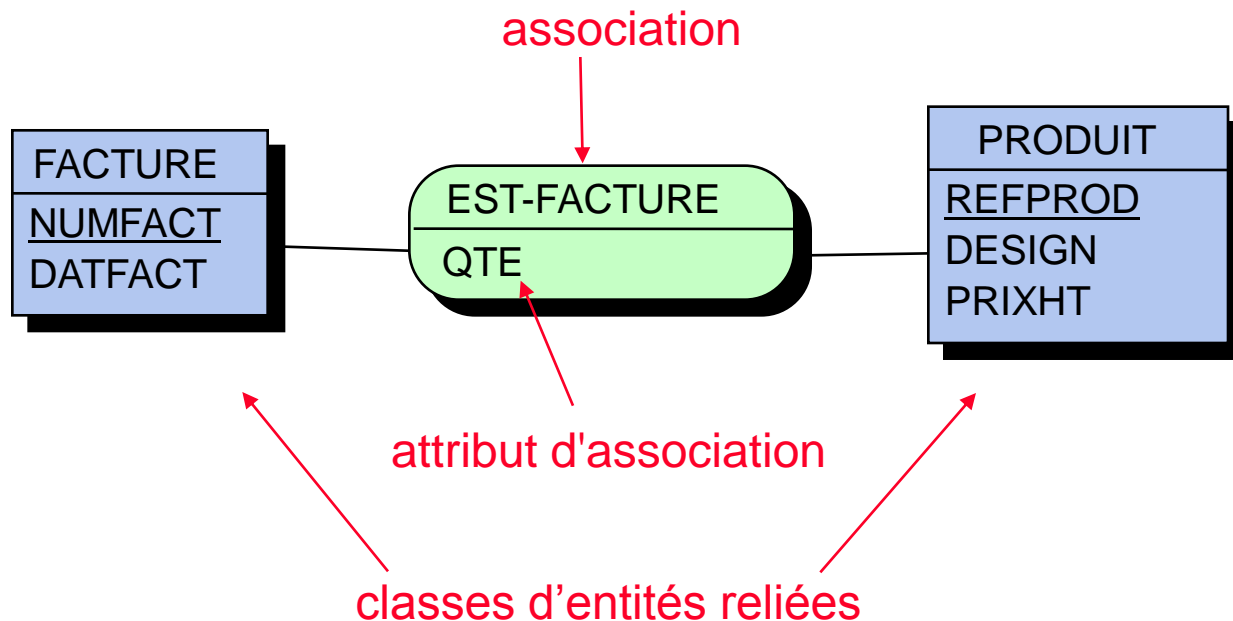 association
FACTURE
NUMFACT
DATFACT
EST-FACTURE
QTE
PRODUIT
REFPROD
DESIGN
PRIXHT
attribut d'association
classes d’entités reliées